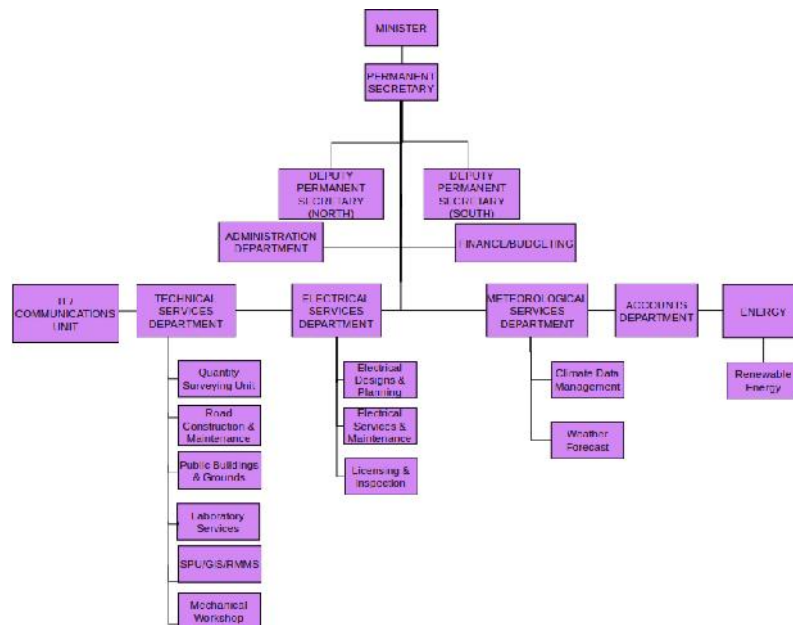 MINISTER
PERMANENT
SECRETARY
DEPUTY
PERMANENT
SECRETARY
(NORTH)
DEPUTY
PERMANENT
SECRETARY
(SOUTH)
ADMINISTRATION
DEPARTMENT
FINANCE/BUDGETING
IT /
COMMUNICATIONS
UNIT
TECHNICAL
SERVICES
DEPARTMENT
ELECTRICAL
SERVICES
DEPARTMENT
METEOROLOGICAL
SERVICES
DEPARTMENT
ACCOUNTS
DEPARTMENT
ENERGY
Quantity
Surveying Unit
Road
Construction &
Maintenance
Public Buildings
& Grounds
Laboratory
Services
SPU/GIS/RMMS
Mechanical
Workshop
Electrical
Designs &
Planning
Electrical
Services &
Maintenance
Licensing &
Inspection
Climate Data
Management
Weather
Forecast
Renewable
Energy